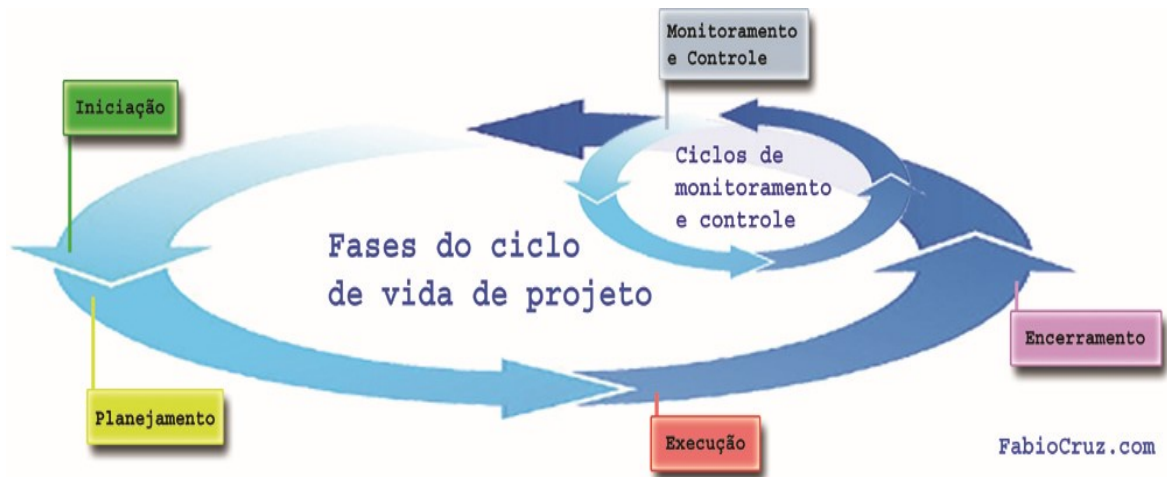 Monitoramento
e Controle
Iniciação
Ciclos de
monitoramento
e controle
Fases do ciclo
de vida de projeto
Encerramento
Planejamento
Execução
FabioCruz.com